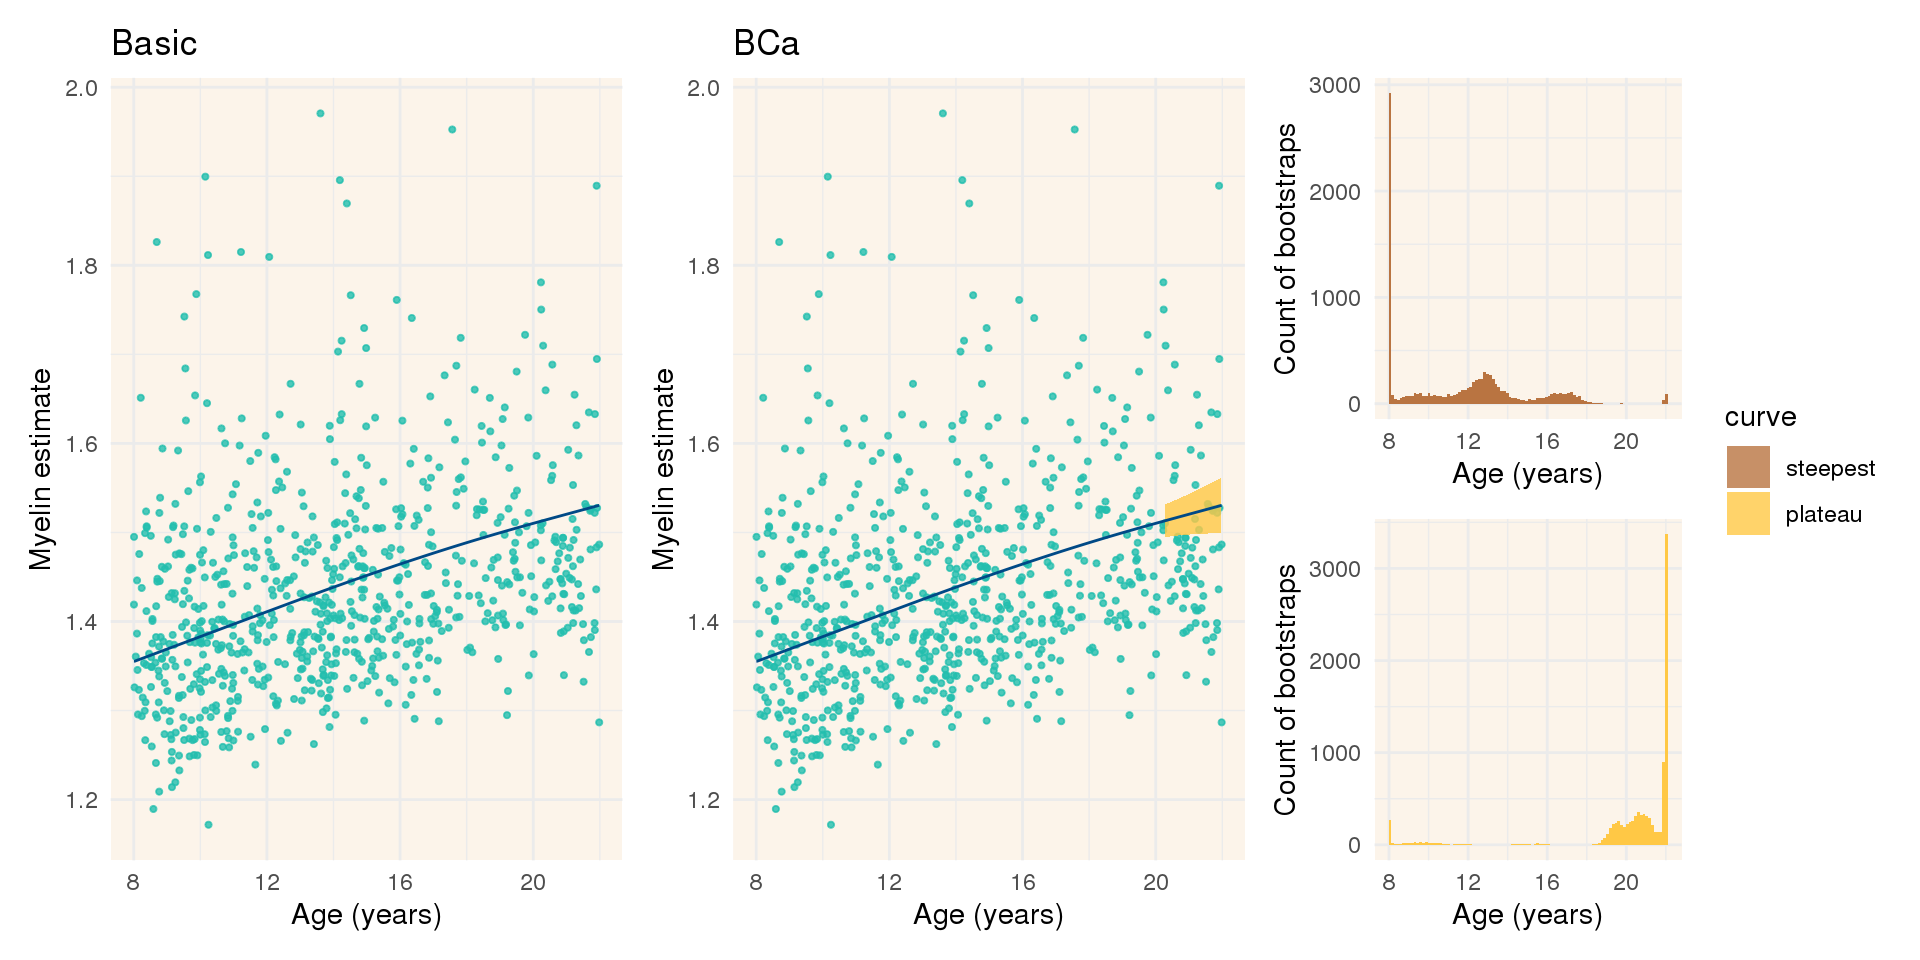 Basic
2.0
1.8
1.6
1.4
1.2
Myelin estimate
8 12 16 20
Age (years)
BCa
2.0
1.8
1.6
1.4
1.2
Myelin estimate
8 12 16 20
Age (years)
3000
2000
1000
0
Count of bootstraps
8 12 16 20
Age (years)
3000
2000
1000
0
Count of bootstraps
8 12 16 20
Age (years)
curve
steepest
plateau